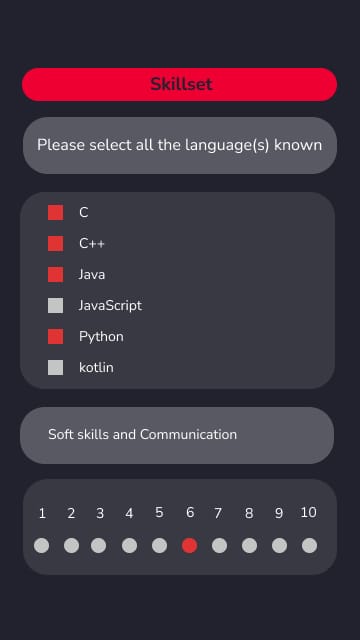 Skillset
Please select all the language(s) known
C
C++
Java
JavaScript
Python
kotlin
Soft skills and Communication
1 2 3 4 5 6 7 8 9 10